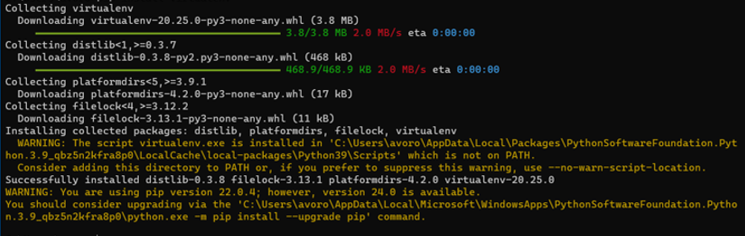 Collecting virtualenv
Downloading virtualenv-20.25.0-py3-none-any.whl (3.8 MB)
3.8/3.8 MB 2.0 MB/s eta 0:00:00
Collecting distlib<1,>=0.3.7
Downloading distlib-0.3.8-py2.py3-none-any.whl (468 kB)
468.9/468.9 KB 2.0 MB/s eta 0:00:00
Collecting platformdirs<5,>=3.9.1
Downloading platformdirs-4.2.0-py3-none-any.whl (17 kB)
Collecting filelock<4,>=3.12.2
Downloading filelock-3.13.1-py3-none-any.whl (11 kB)
Installing collected packages: distlib, platformdirs, filelock, virtualenv
WARNING: The script virtualenv.exe is installed in 'C:\Users\avoro\AppData\Local\Packages\PythonSoftwareFoundation.Pyt
hon.3.9_qbz5n2kfra8p0\LocalCache\local-packages\Python39\Scripts' which is not on PATH.
Consider adding this directory to PATH or, if you prefer to suppress this warning, use --no-warn-script-location.
Successfully installed distlib-0.3.8 filelock-3.13.1 platformdirs-4.2.0 virtualenv-20.25.0
WARNING: You are using pip version 22.0.4; however, version 24.0 is available.
You should consider upgrading via the 'C:\Users\avoro\AppData\Local\Microsoft\WindowsApps\PythonSoftwareFoundation.Pyth
on.3.9_qbz5n2kfra8p0\python.exe -m pip install --upgrade pip' command.